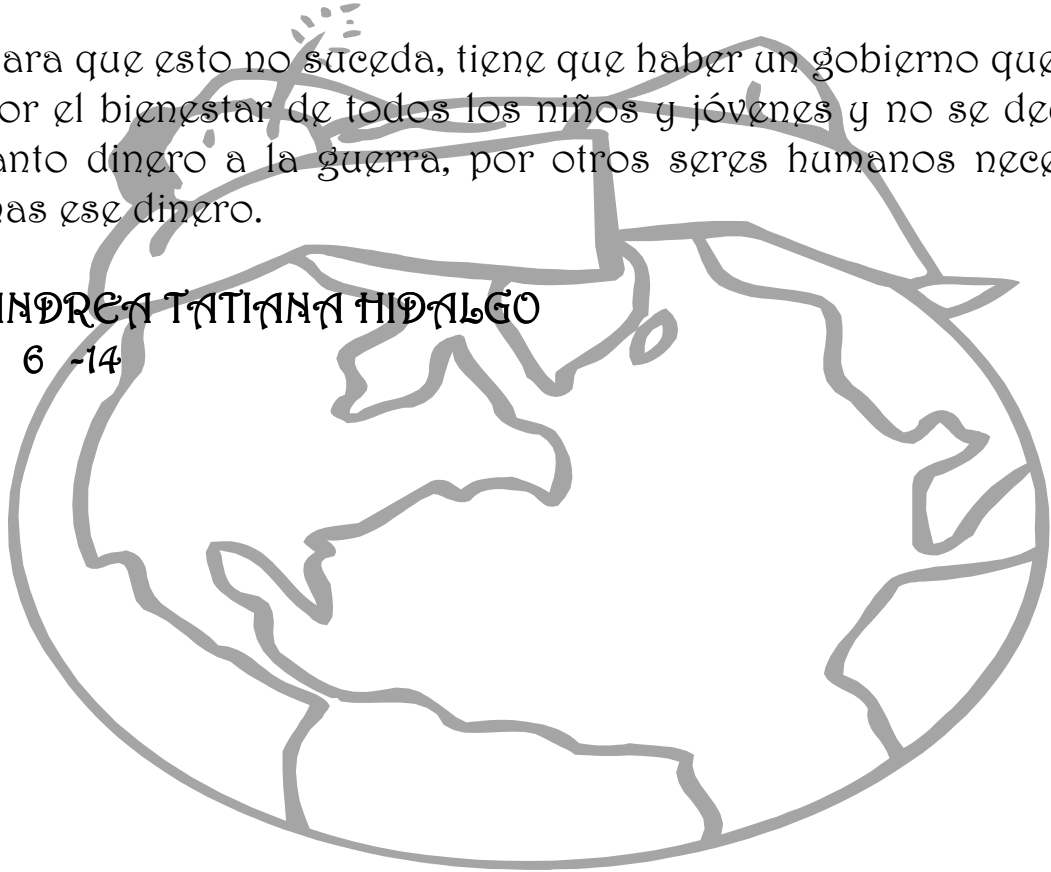 ara que esto no suceda, tiene que haber un gobierno que
or el bienestar de todos los niños y jóvenes y no se de
anto dinero a la guerra, por otros seres humanos nece
as ese dinero.
NDREA TATIANA HIDALGO
6 -14